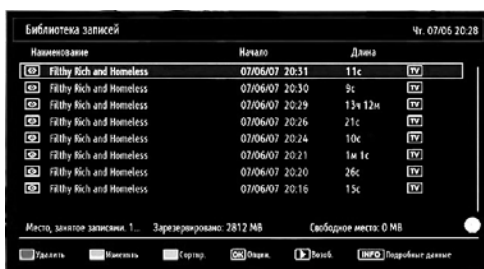 Библиотека записей Чт. 07/06 20:28
Наименование Начало Длина
Filthy Rich and Homeless 07/06/07 20:31 11с TV
Filthy Rich and Homeless 07/06/07 20:30 9с TV
Filthy Rich and Homeless 07/06/07 20:29 13ч 12м TV
Filthy Rich and Homeless 07/06/07 20:26 21с TV
Filthy Rich and Homeless 07/06/07 20:24 10с TV
Filthy Rich and Homeless 07/06/07 20:21 1м 1с TV
Filthy Rich and Homeless 07/06/07 20:20 26с TV
Filthy Rich and Homeless 07/06/07 20:16 15с TV
Место, занятое записями. 1... Зарезервировано: 2812 MB Свободное место: 0 MB
Удалить Изменить Сортир. OK Опции. Возоб. INFO Подробные данные